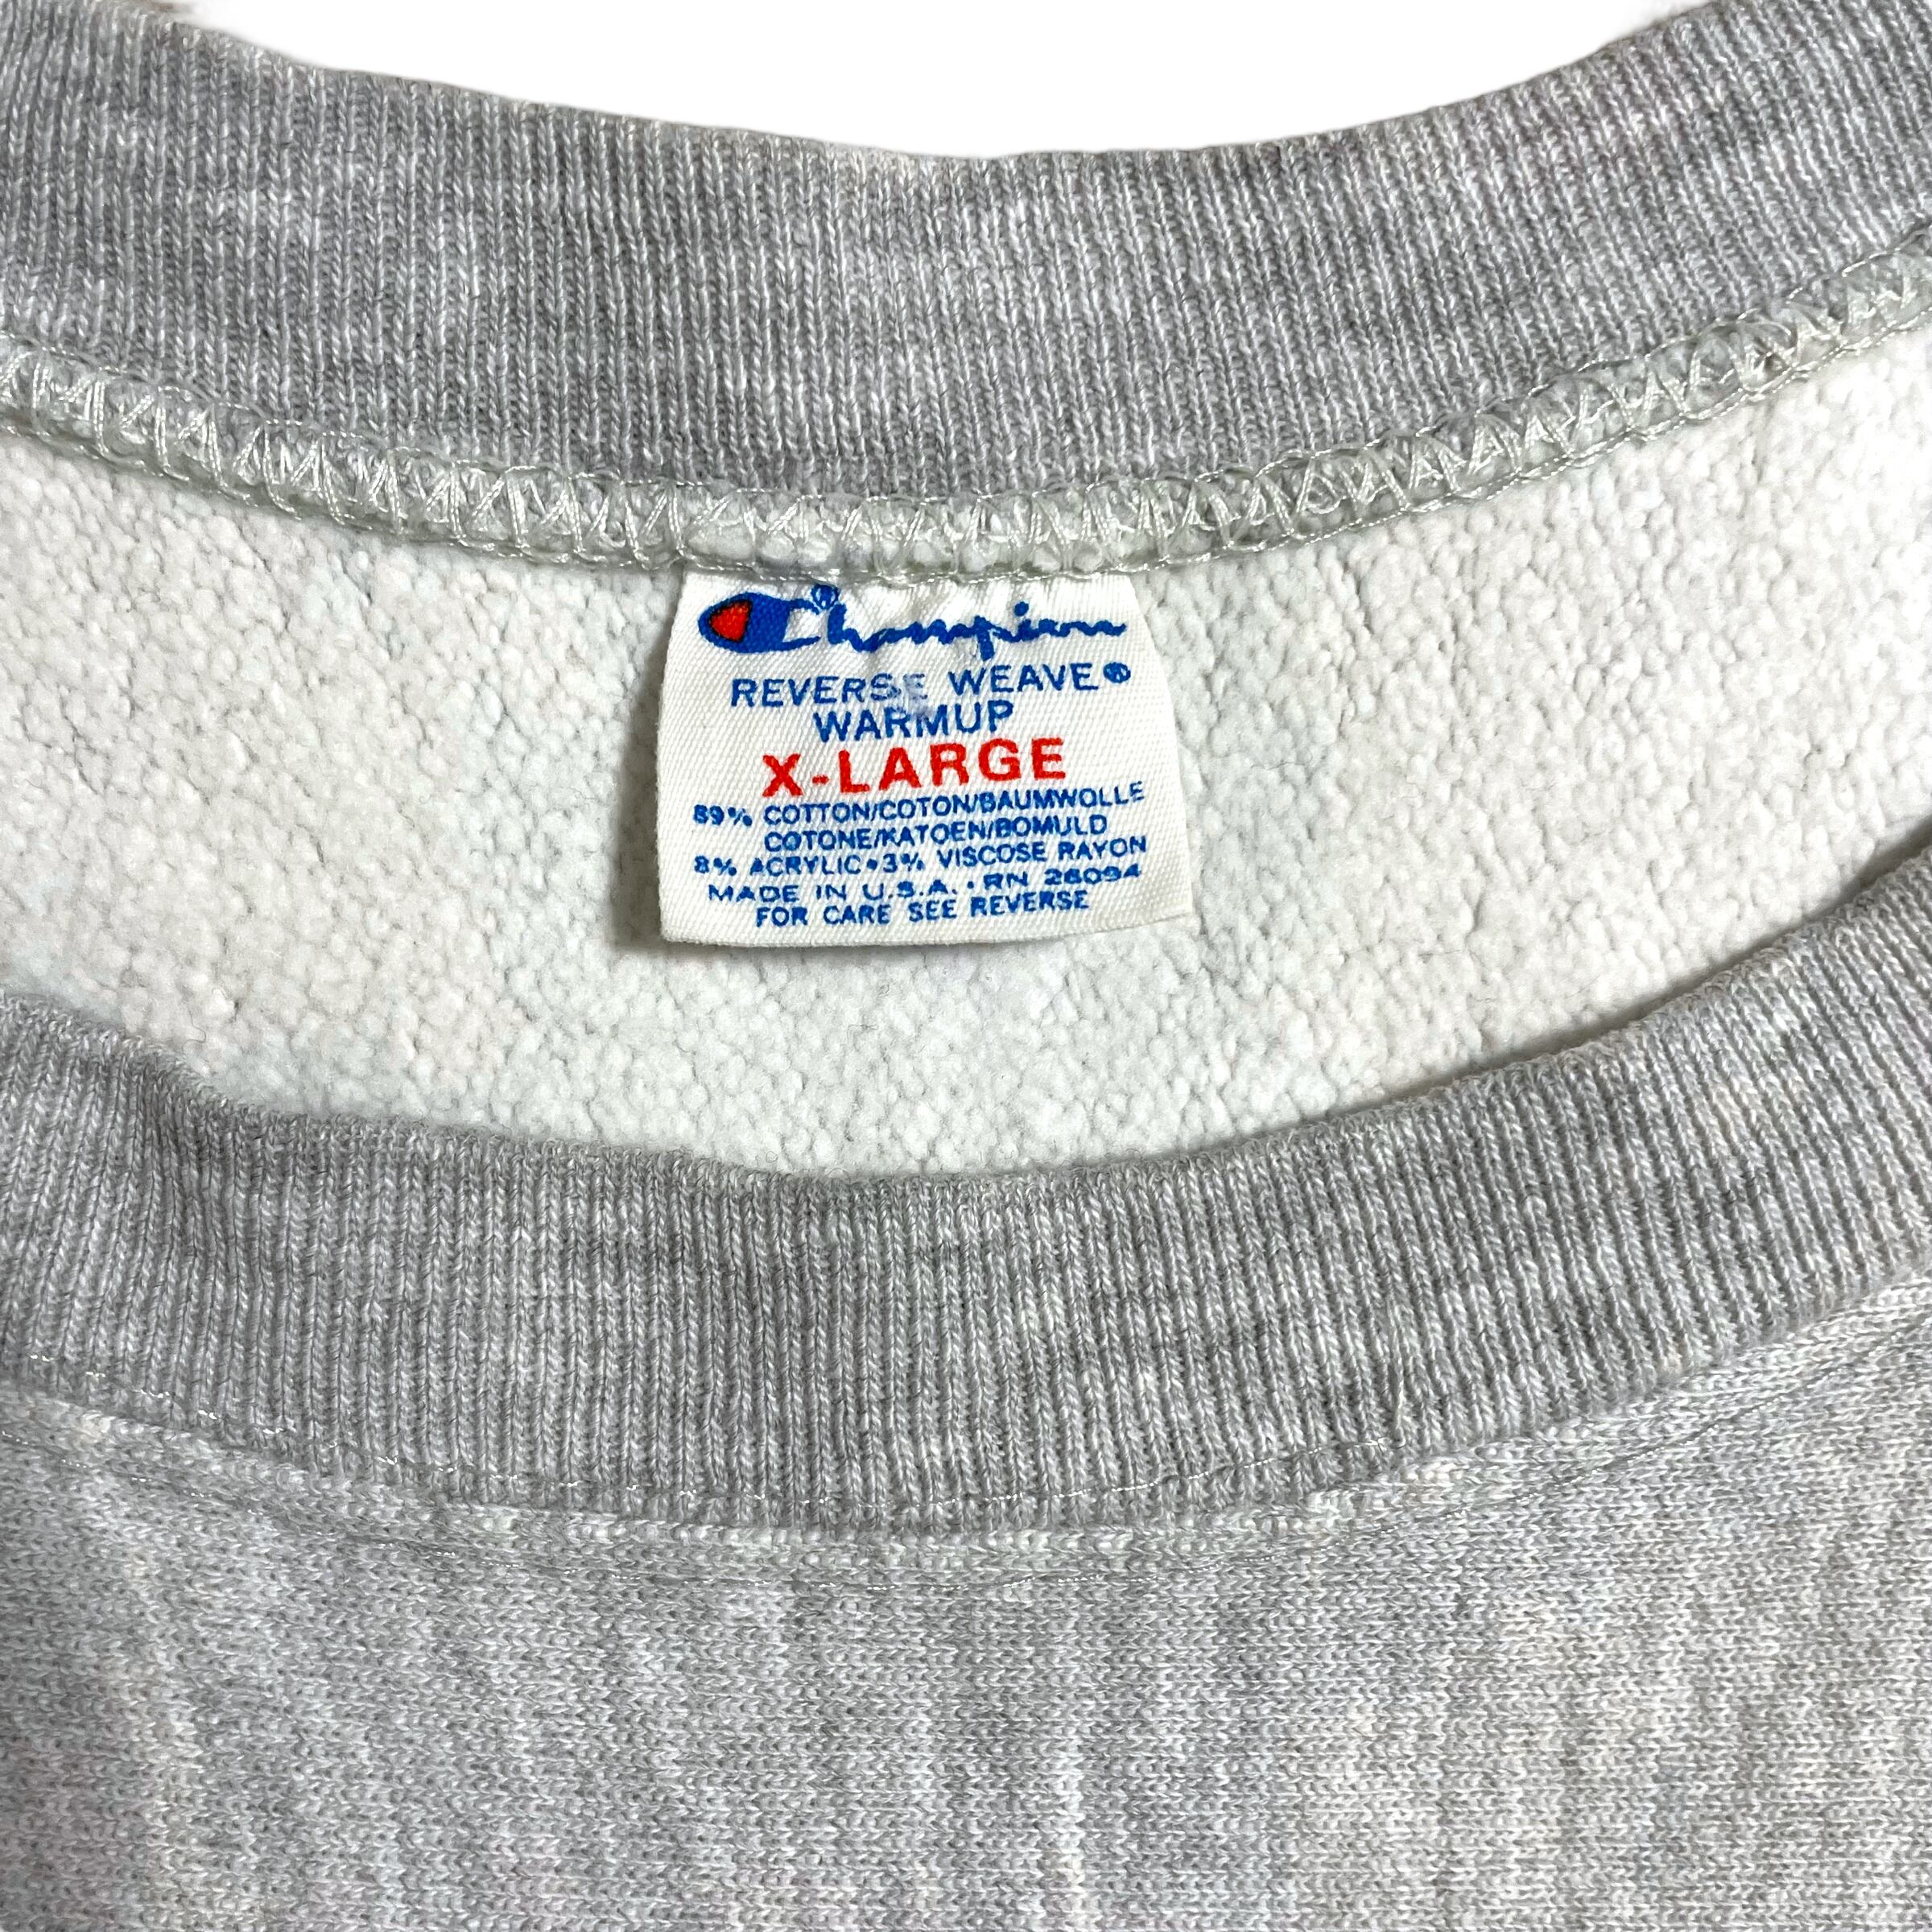 Champion®
REVERSE WEAVE®
WARMUP
X-LARGE
89% COTTON/COTON/BAUMWOLLE
COTONE/KATOEN/BOMULD
8% ACRYLIC•3% VISCOSE RAYON
MADE IN U.S.A. • RN 26094
FOR CARE SEE REVERSE